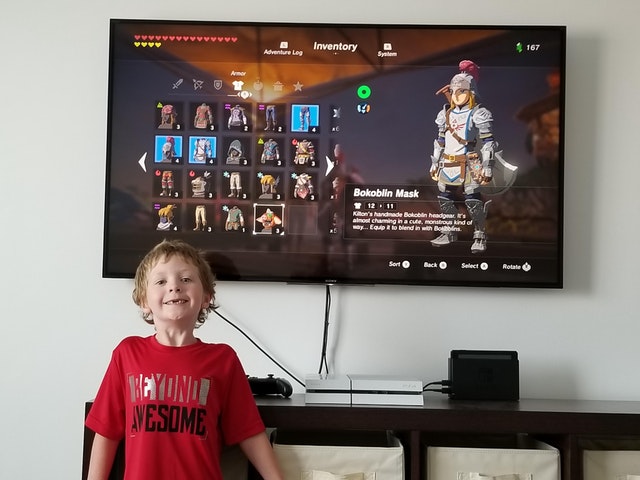 Adventure Log
Inventory
System
167
Armor
Bokoblin Mask
12 › 11
Kilton's handmade Bokoblin headgear. It's
almost charming in a cute, monstrous kind of
way... Equip it to blend in with Bokoblins.
Sort
Back
Select
Rotate
SONY
BEYOND
AWESOME